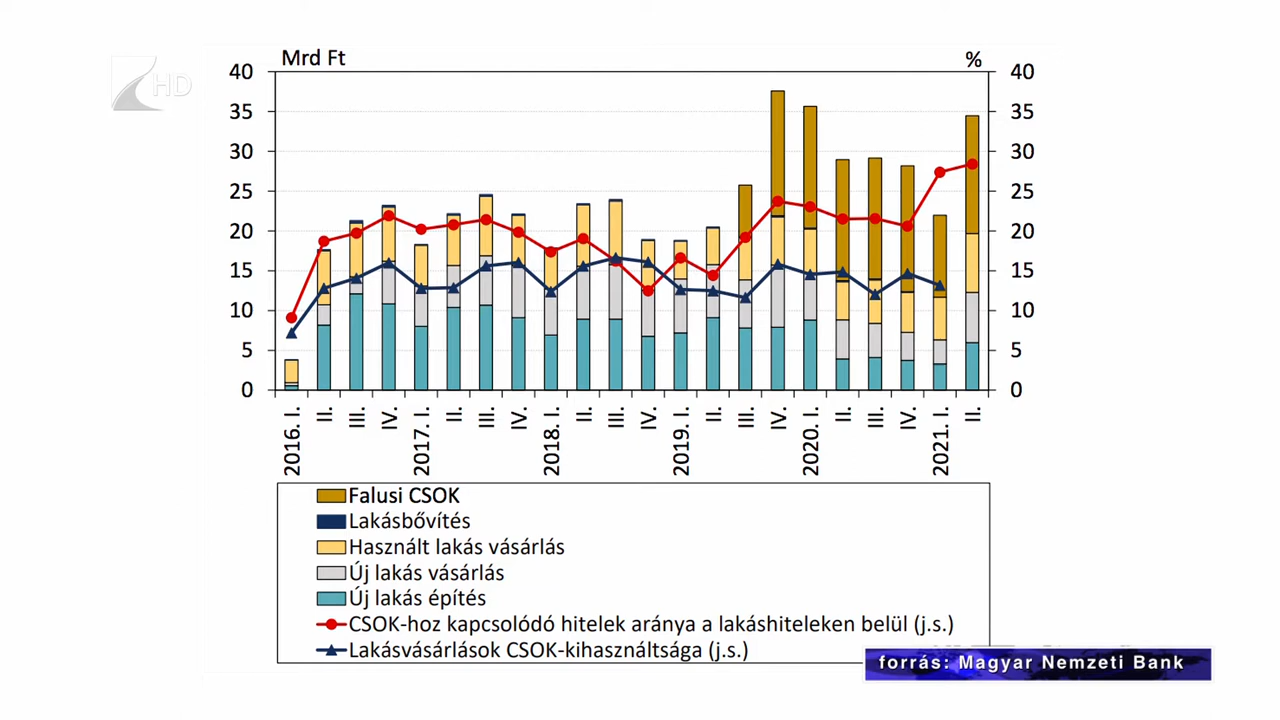 Mrd Ft %
HD
40 40
35 35
30 30
25 25
20 20
15 15
10 10
5 5
0 0
2016. I. II. III. IV. 2017. I. II. III. IV. 2018. I. II. III. IV. 2019. I. II. III. IV. 2020. I. II. III. IV. 2021. I. II.
Falusi CSOK
Lakásbővítés
Használt lakás vásárlás
Új lakás vásárlás
Új lakás építés
CSOK-hoz kapcsolódó hitelek aránya a lakáshiteleken belül (j.s.)
Lakásvásárlások CSOK-kihasználtsága (j.s.)
forrás: Magyar Nemzeti Bank